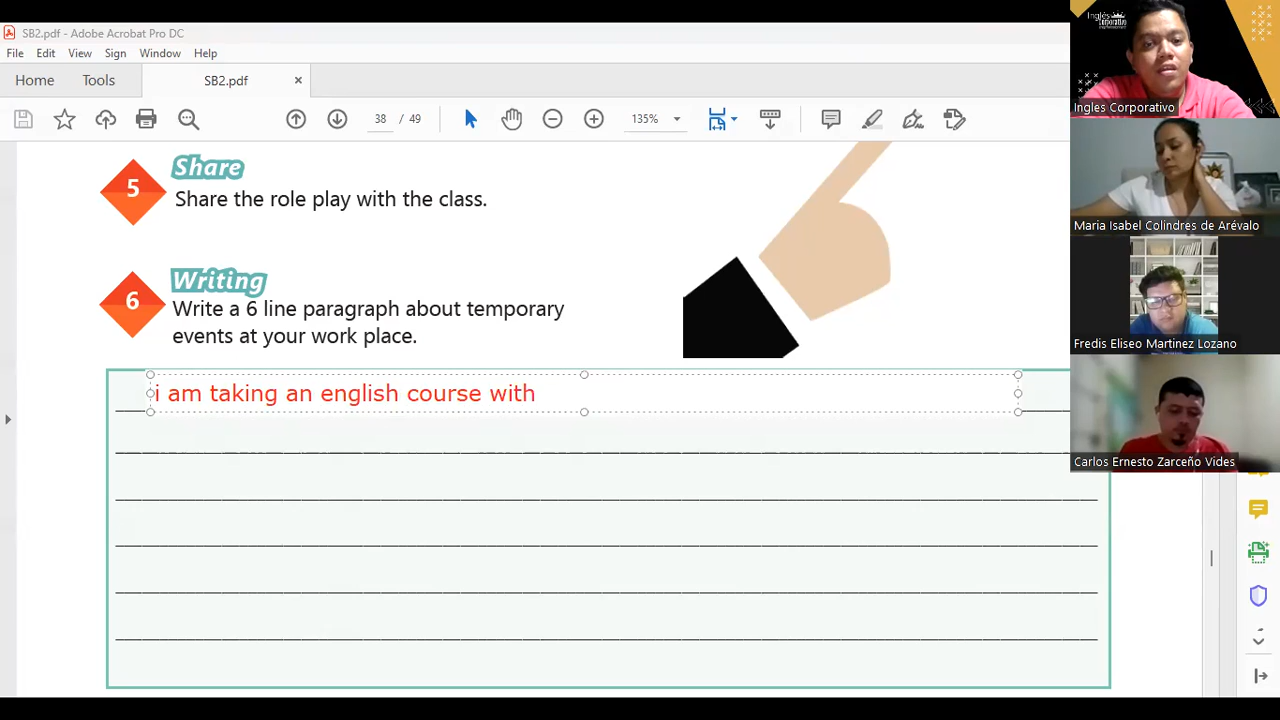 SB2.pdf - Adobe Acrobat Pro DC
File Edit View Sign Window Help
Home Tools SB2.pdf ×
38 / 49 135%
5 Share
Share the role play with the class.
6 Writing
Write a 6 line paragraph about temporary
events at your work place.
i am taking an english course with
Inglés
Corporativo
Ingles Corporativo
Maria Isabel Colindres de Arévalo
Fredis Eliseo Martinez Lozano
Carlos Ernesto Zarceño Vides